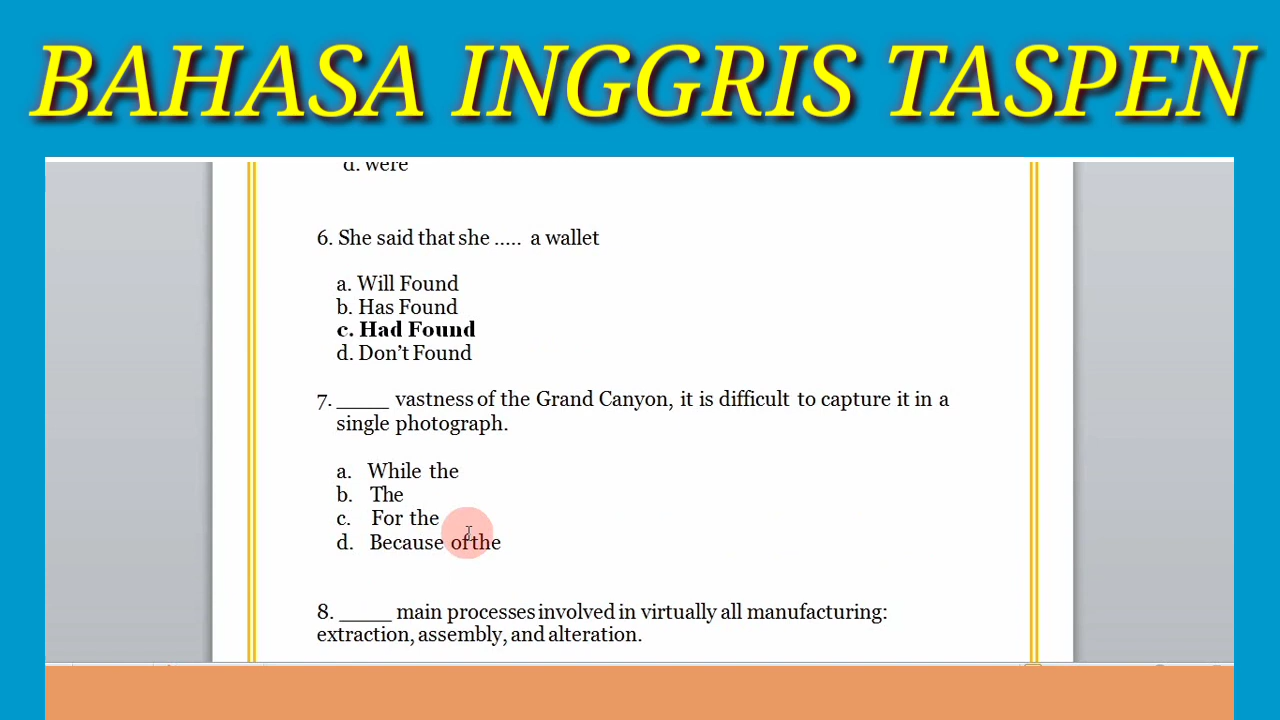 BAHASA INGGRIS TASPEN
d. were
6. She said that she ..... a wallet
a. Will Found
b. Has Found
c. Had Found
d. Don't Found
7. ____ vastness of the Grand Canyon, it is difficult to capture it in a
single photograph.
a. While the
b. The
c. For the
d. Because of the
8. ____ main processes involved in virtually all manufacturing:
extraction, assembly, and alteration.